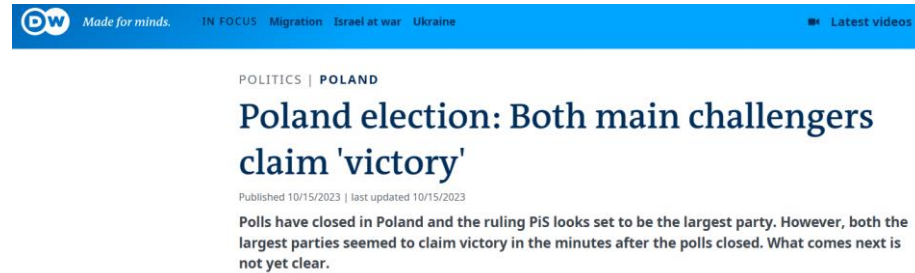 DW Made for minds. IN FOCUS Migration Israel at war Ukraine Latest videos
POLITICS | POLAND
Poland election: Both main challengers
claim 'victory'
Published 10/15/2023 | last updated 10/15/2023
Polls have closed in Poland and the ruling PiS looks set to be the largest party. However, both the
largest parties seemed to claim victory in the minutes after the polls closed. What comes next is
not yet clear.